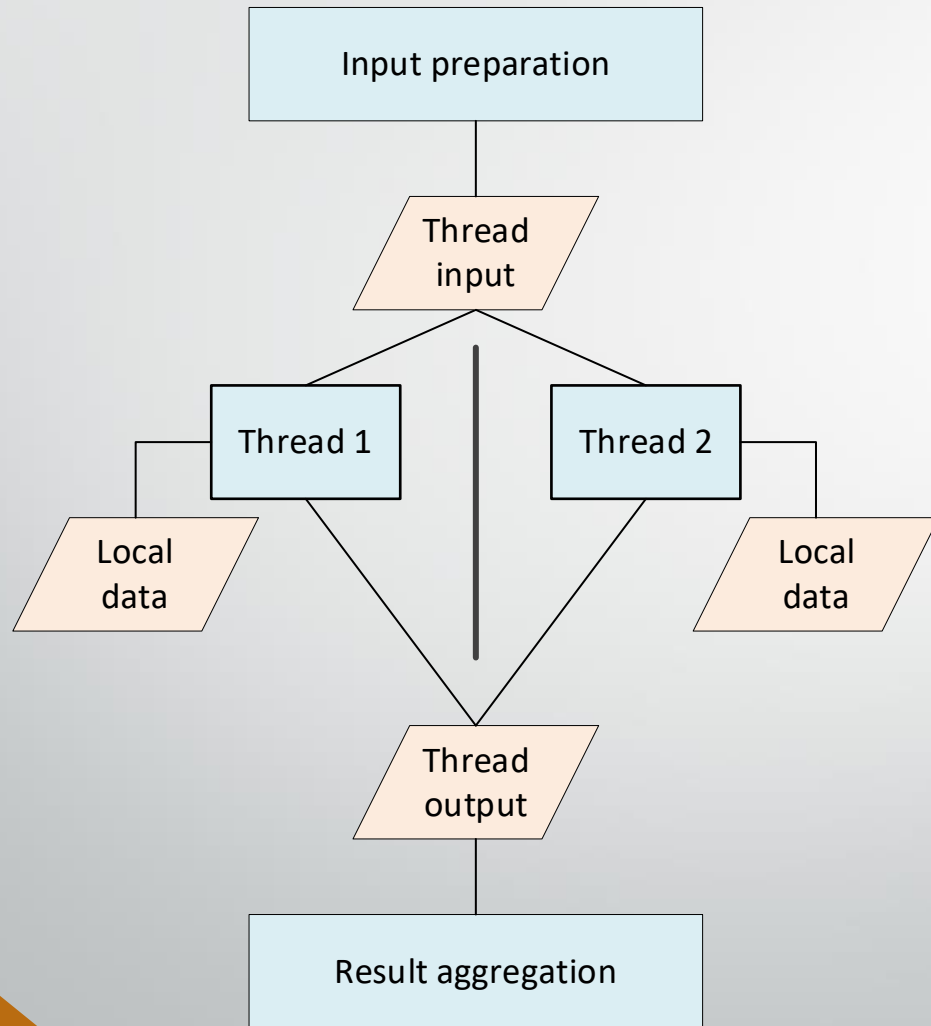 Input preparation
Thread
input
Thread 1
Thread 2
Local
data
Local
data
Thread
output
Result aggregation